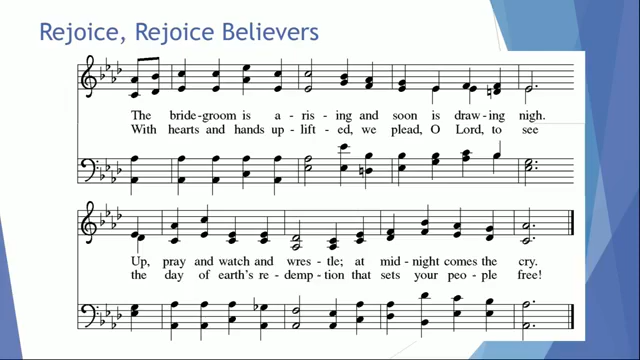 Rejoice, Rejoice Believers
The bride-groom is a - ris - ing and soon is draw-ing nigh.
With hearts and hands up - lift - ed, we plead, O Lord, to see
Up, pray and watch and wres - tle; at mid - night comes the cry.
the day of earth's re - demp - tion that sets your peo - ple free!